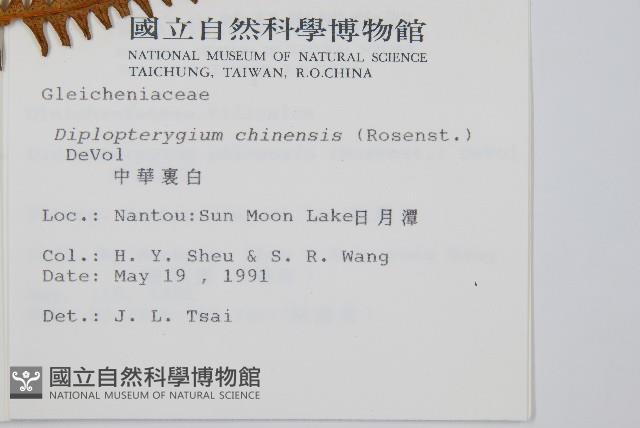 國立自然科學博物館
NATIONAL MUSEUM OF NATURAL SCIENCE
TAICHUNG, TAIWAN, R.O.CHINA
Gleicheniaceae
Diplopterygium chinensis (Rosenst.)
DeVol
中華裏白
Loc.: Nantou:Sun Moon Lake日月潭
Col.: H. Y. Sheu & S. R. Wang
Date: May 19 , 1991
Det.: J. L. Tsai
國立自然科學博物館
NATIONAL MUSEUM OF NATURAL SCIENCE